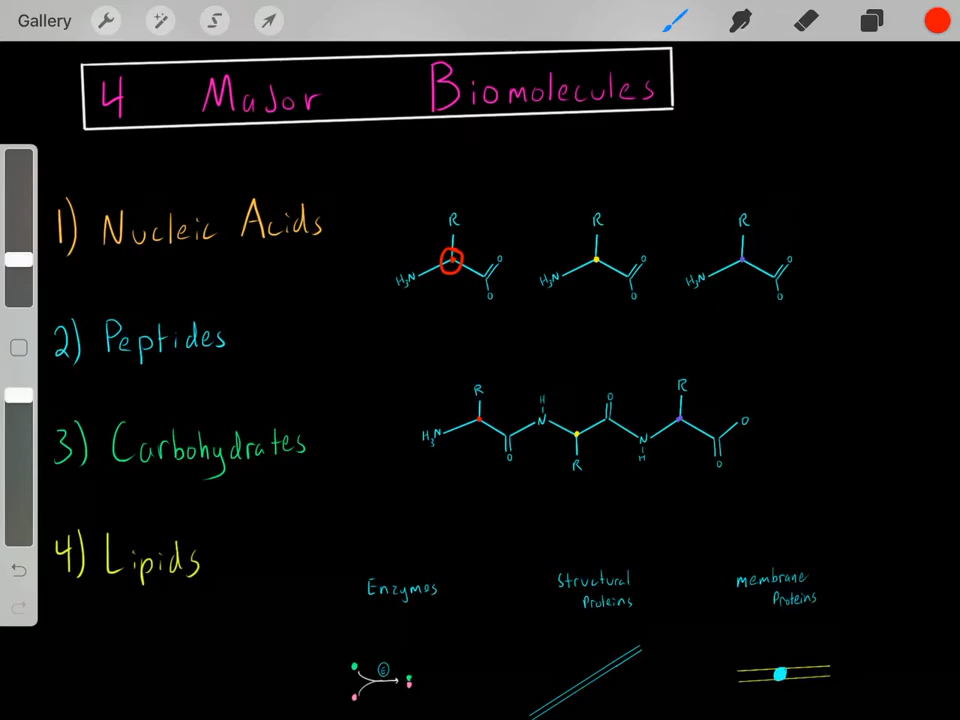 Gallery
4 Major Biomolecules
1) Nucleic Acids
R R R
H₃N O O H₃N O O H₃N O O
2) Peptides
R H O R
H₃N N N O
O R H O
3) Carbohydrates
4) Lipids
Enzymes
Structural
Proteins
membrane
Proteins
E